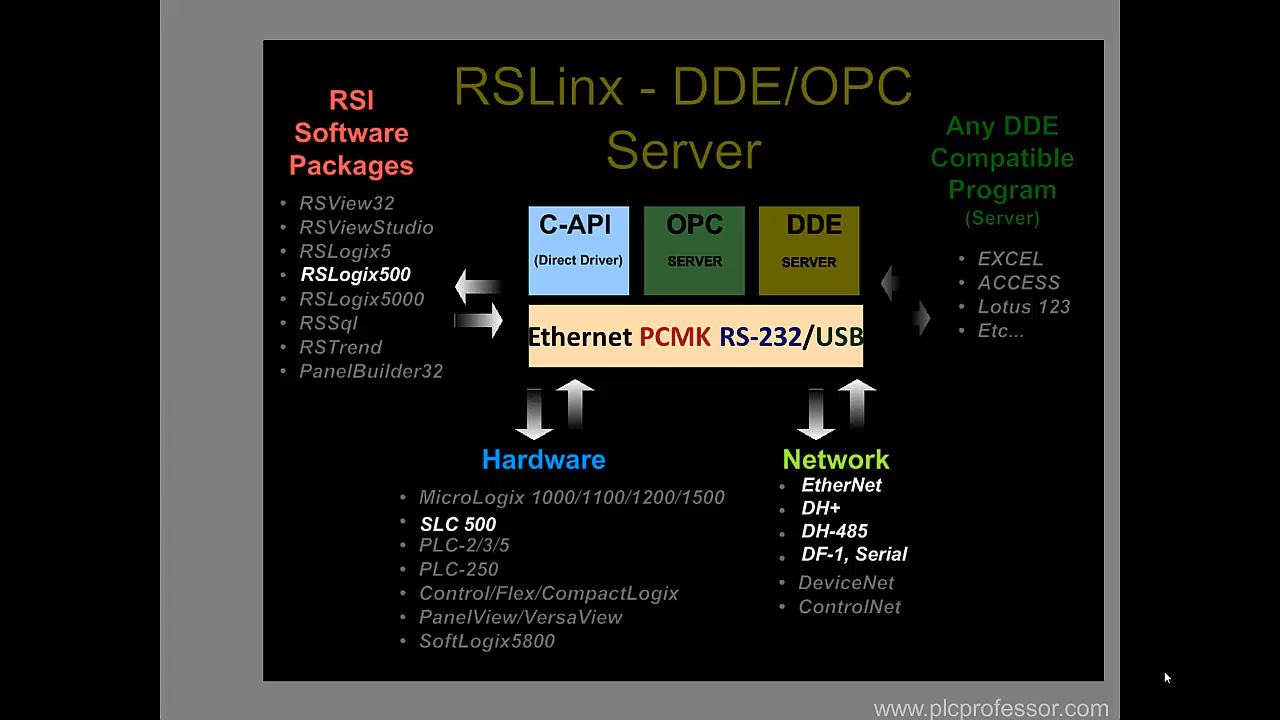 RSLinx - DDE/OPC
Server
RSI
Software
Packages
• RSView32
• RSViewStudio
• RSLogix5
• RSLogix500
• RSLogix5000
• RSSql
• RSTrend
• PanelBuilder32
C-API
(Direct Driver)
OPC
SERVER
DDE
SERVER
Ethernet PCMK RS-232/USB
Any DDE
Compatible
Program
(Server)
• EXCEL
• ACCESS
• Lotus 123
• Etc...
Hardware
• MicroLogix 1000/1100/1200/1500
• SLC 500
• PLC-2/3/5
• PLC-250
• Control/Flex/CompactLogix
• PanelView/VersaView
• SoftLogix5800
Network
• EtherNet
• DH+
• DH-485
• DF-1, Serial
• DeviceNet
• ControlNet
www.plcprofessor.com